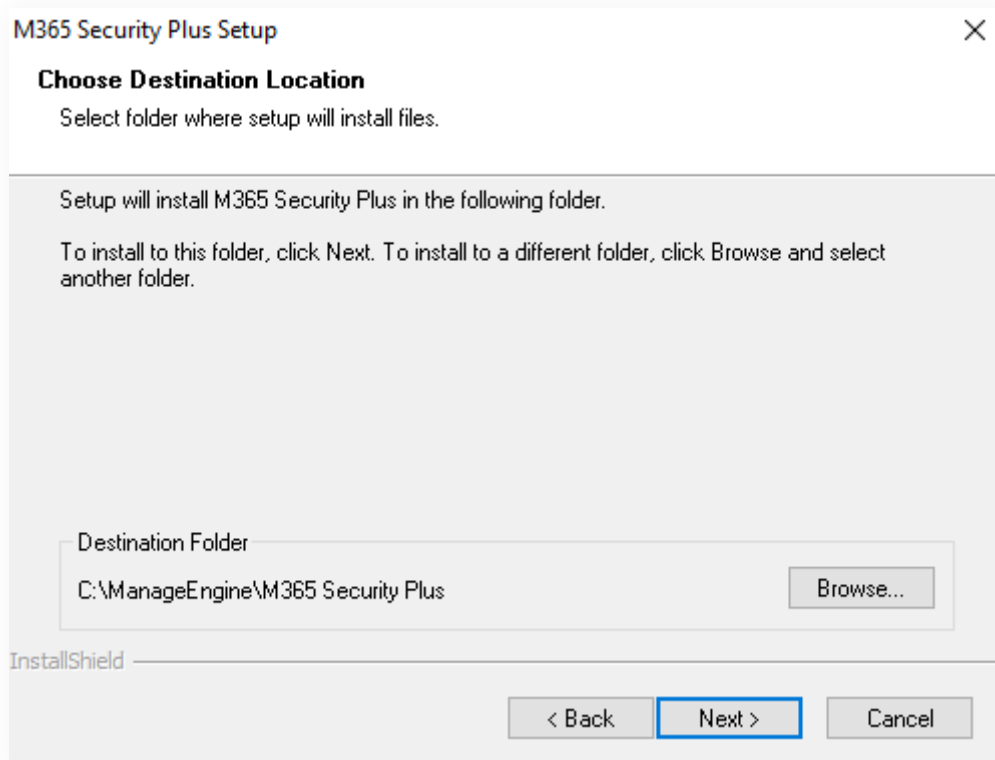 M365 Security Plus Setup
Choose Destination Location
Select folder where setup will install files.
Setup will install M365 Security Plus in the following folder.
To install to this folder, click Next. To install to a different folder, click Browse and select
another folder.
Destination Folder
C:\ManageEngine\M365 Security Plus
Browse...
InstallShield
< Back
Next >
Cancel